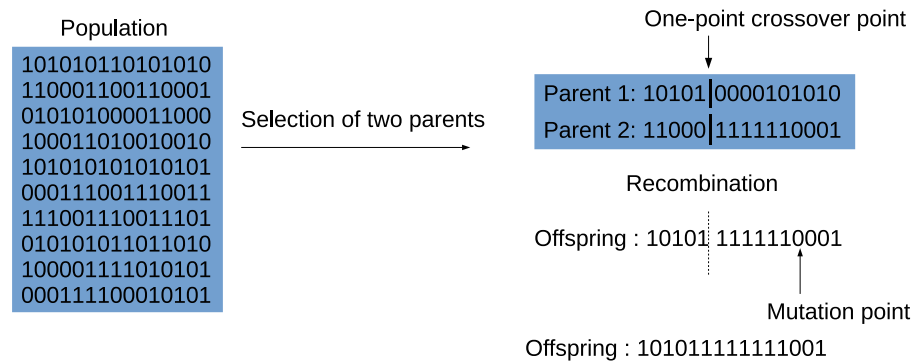 Population
101010110101010
110001100110001
010101000011000
100011010010010
101010101010101
000111001110011
111001110011101
010101011011010
100001111010101
000111100010101
Selection of two parents
One-point crossover point
Parent 1: 10101 0000101010
Parent 2: 11000 1111110001
Recombination
Offspring : 10101 1111110001
Mutation point
Offspring : 101011111111001